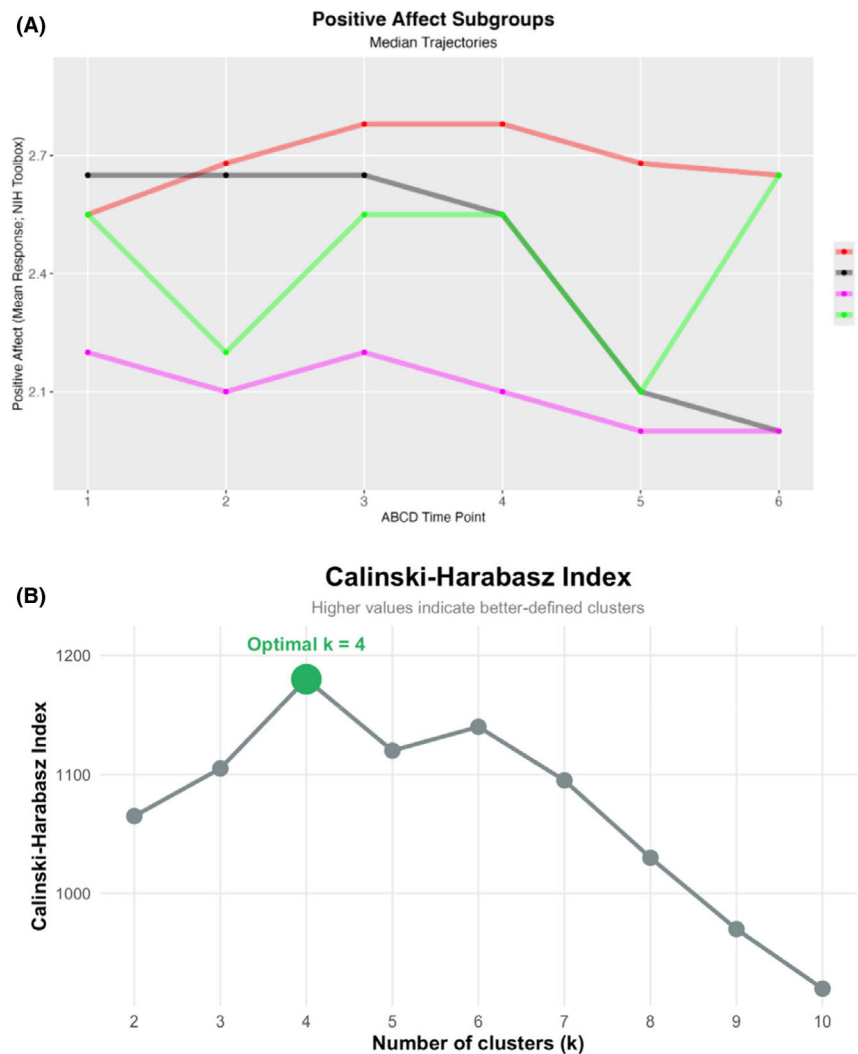 (A)
Positive Affect Subgroups
Median Trajectories
Positive Affect (Mean Response; NIH Toolbox)
2.7
2.4
2.1
1 2 3 4 5 6
ABCD Time Point
(B)
Calinski-Harabasz Index
Higher values indicate better-defined clusters
Optimal k = 4
Calinski-Harabasz Index
1200
1100
1000
2 3 4 5 6 7 8 9 10
Number of clusters (k)